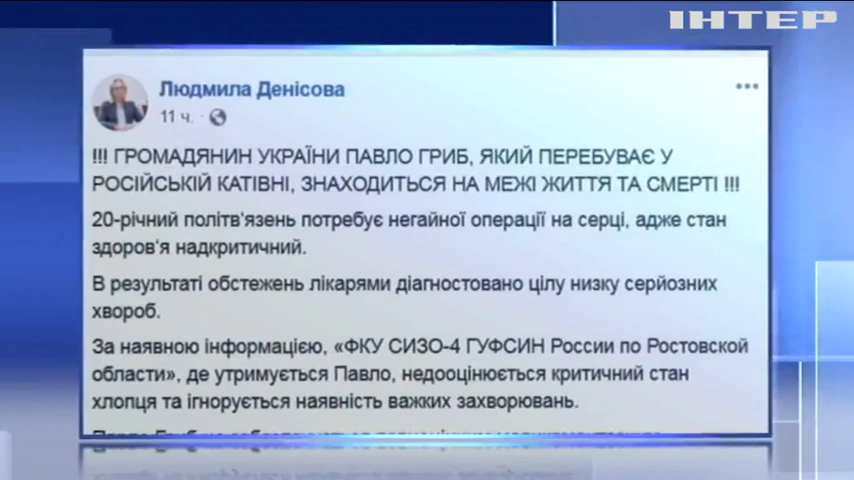 ІНТЕР
Людмила Денісова
11 ч. ·
!!! ГРОМАДЯНИН УКРАЇНИ ПАВЛО ГРИБ, ЯКИЙ ПЕРЕБУВАЄ У
РОСІЙСЬКІЙ КАТІВНІ, ЗНАХОДИТЬСЯ НА МЕЖІ ЖИТТЯ ТА СМЕРТІ !!!
20-річний політв'язень потребує негайної операції на серці, адже стан
здоров'я надкритичний.
В результаті обстежень лікарями діагностовано цілу низку серйозних
хвороб.
За наявною інформацією, «ФКУ СИЗО-4 ГУФСИН России по Ростовской
области», де утримується Павло, недооцінюється критичний стан
хлопця та ігнорується наявність важких захворювань.